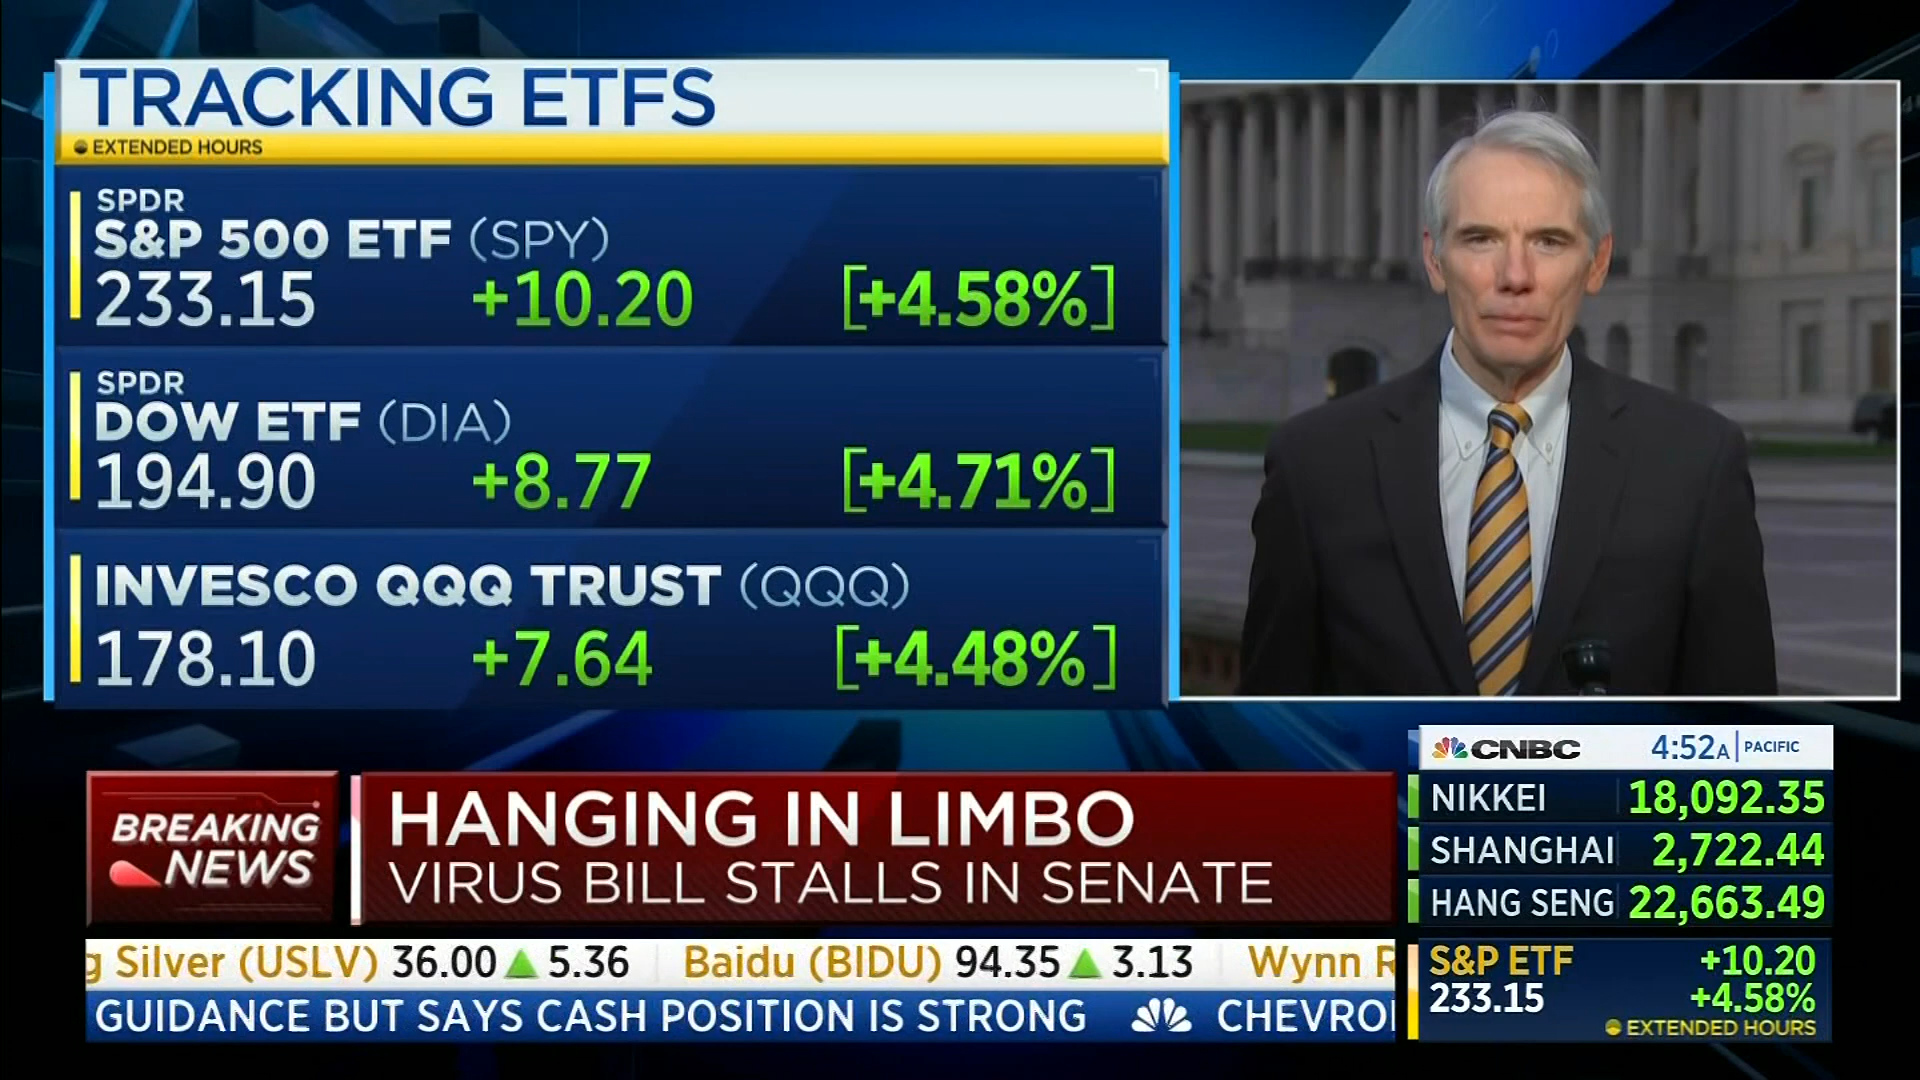 TRACKING ETFS
EXTENDED HOURS
SPDR
S&P 500 ETF (SPY)
233.15 +10.20 [+4.58%]
SPDR
DOW ETF (DIA)
194.90 +8.77 [+4.71%]
INVESCO QQQ TRUST (QQQ)
178.10 +7.64 [+4.48%]
CNBC 4:52A PACIFIC
NIKKEI 18,092.35
SHANGHAI 2,722.44
HANG SENG 22,663.49
S&P ETF +10.20
233.15 +4.58%
EXTENDED HOURS
BREAKING NEWS
HANGING IN LIMBO
VIRUS BILL STALLS IN SENATE
g Silver (USLV) 36.00 ▲ 5.36 Baidu (BIDU) 94.35 ▲ 3.13 Wynn R
GUIDANCE BUT SAYS CASH POSITION IS STRONG CHEVRO